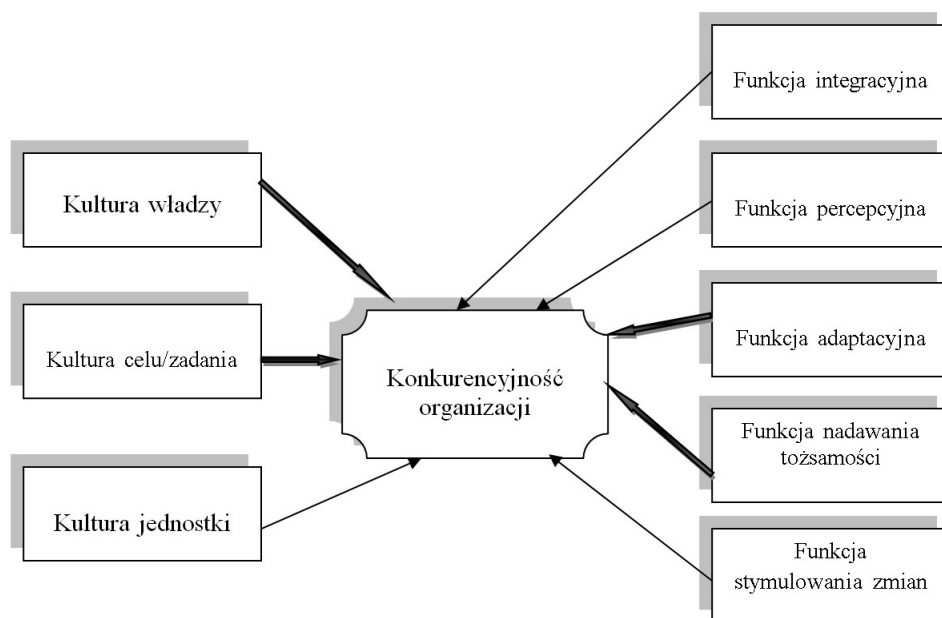 Kultura władzy
Kultura celu/zadania
Kultura jednostki
Konkurencyjność
organizacji
Funkcja integracyjna
Funkcja percepcyjna
Funkcja adaptacyjna
Funkcja nadawania
tożsamości
Funkcja
stymulowania zmian